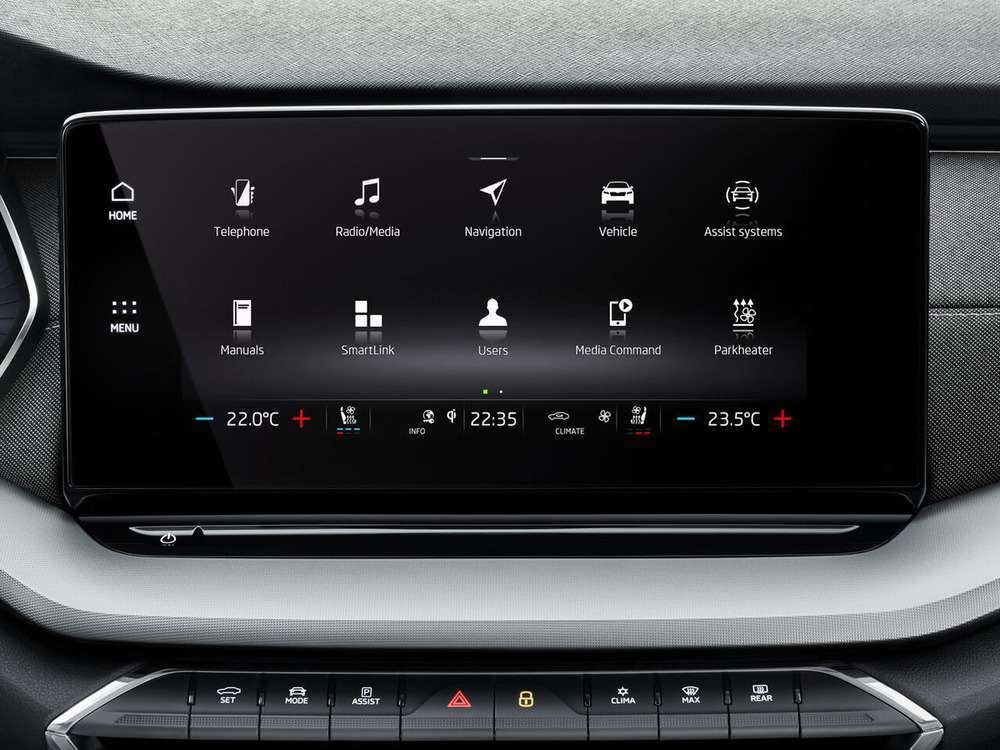 HOME
Telephone
Radio/Media
Navigation
Vehicle
Assist systems
MENU
Manuals
SmartLink
Users
Media Command
Parkheater
22.0°C
INFO
22:35
CLIMATE
23.5°C
SET
MODE
P
ASSIST
CLIMA
MAX
REAR